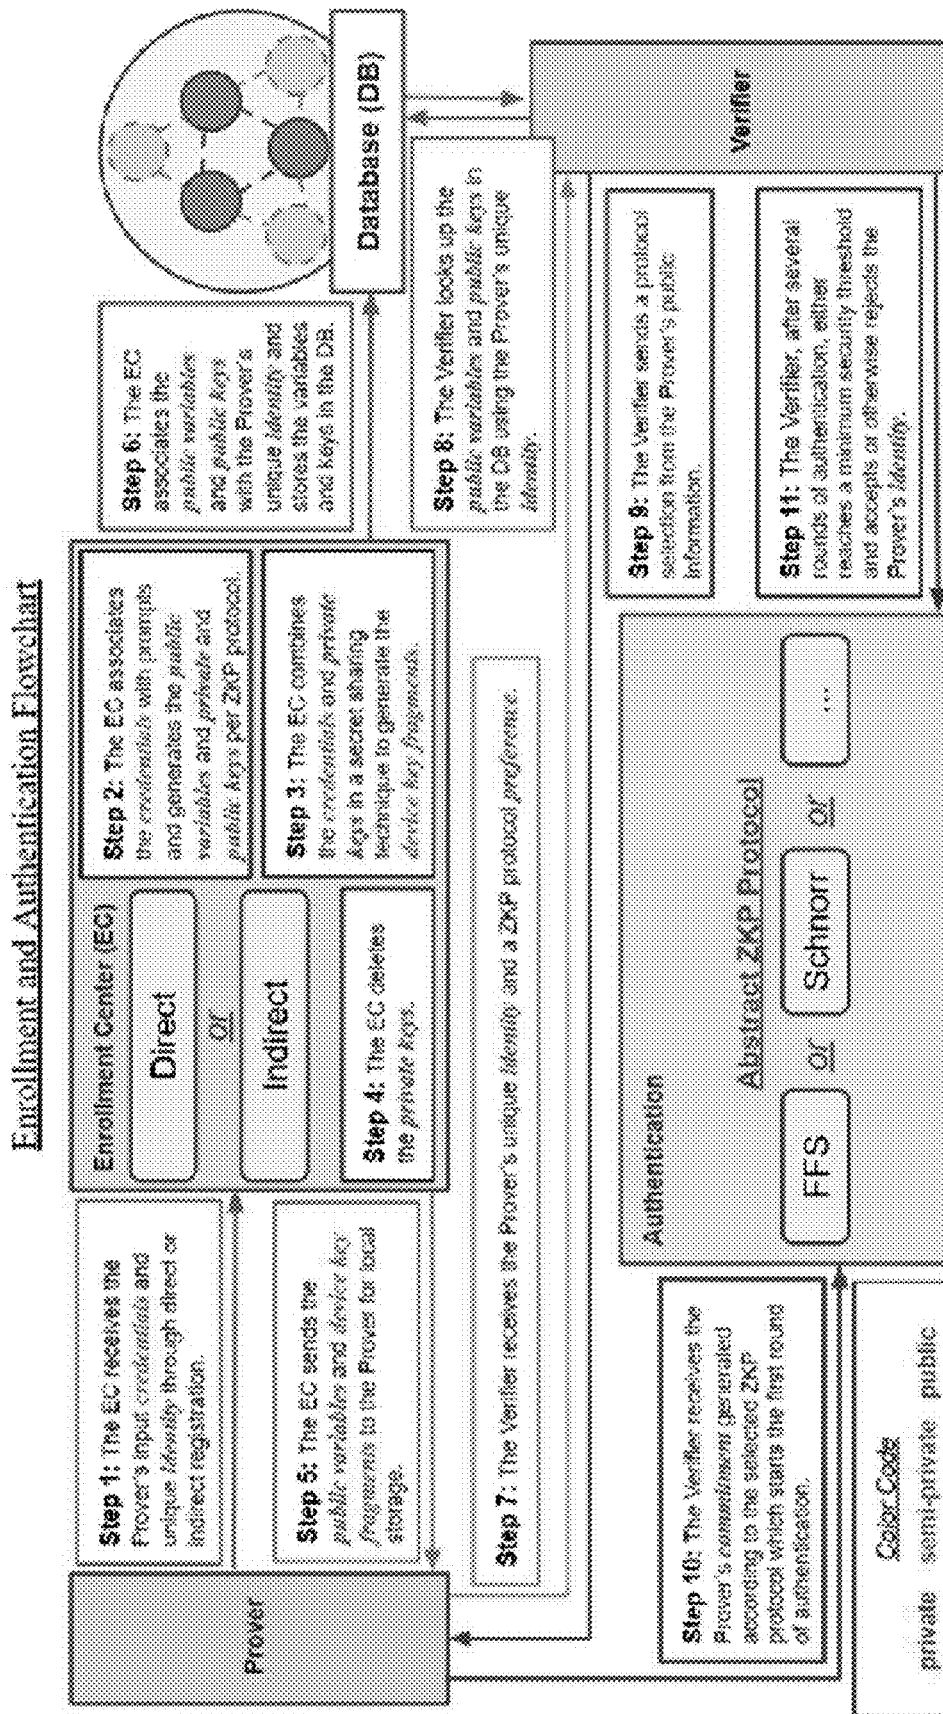 Enrollment and Authentication Flowchart
Prover
Step 1: The EC receives the
Prover's input credentials and
unique identity through direct or
indirect registration.
Step 5: The EC sends the
public variables and device key
fragments to the Prover for local
storage.
Enrollment Center (EC)
Direct
or
Indirect
Step 2: The EC associates
the credentials with prompts
and generates the public
variables and private and
public keys per ZKP protocol.
Step 3: The EC combines
the credentials and private
keys in a secret sharing
technique to generate the
device key fragments.
Step 4: The EC deletes
the private keys.
Step 6: The EC
associates the
public variables
and public keys
with the Prover's
unique identity and
stores the variables
and keys in the DB.
Database (DB)
Step 7: The Verifier receives the Prover's unique identity and a ZKP protocol preference.
Step 8: The Verifier looks up the
public variables and public keys in
the DB using the Prover's unique
identity.
Verifier
Step 9: The Verifier sends a protocol
selection from the Prover's public
information.
Step 10: The Verifier receives the
Prover's commitment generated
according to the selected ZKP
protocol which starts the first round
of authentication.
Authentication
Abstract ZKP Protocol
FFS or Schnorr or ...
Step 11: The Verifier, after several
rounds of authentication, either
reaches a minimum security threshold
and accepts or otherwise rejects the
Prover's identity.
Color Code
private semi-private public